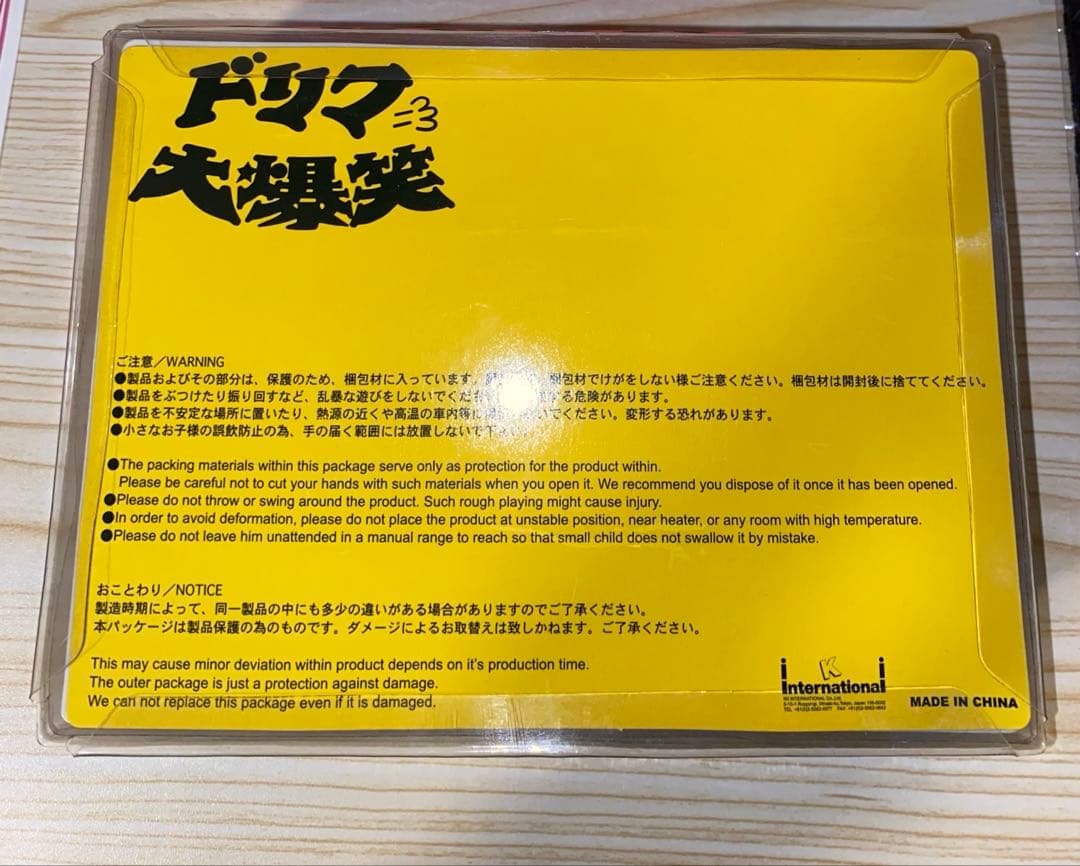 ドリフ
大爆笑
ご注意／WARNING
●製品およびその部分は、保護のため、梱包材に入っています。 梱包材でけがをしない様ご注意ください。梱包材は開封後に捨ててください。
●製品をぶつけたり振り回すなど、乱暴な遊びをしないでくだ する危険があります。
●製品を不安定な場所に置いたり、熱源の近くや高温の車内等に でください。変形する恐れがあります。
●小さなお子様の誤飲防止の為、手の届く範囲には放置しないで下さい。
●The packing materials within this package serve only as protection for the product within.
Please be careful not to cut your hands with such materials when you open it. We recommend you dispose of it once it has been opened.
●Please do not throw or swing around the product. Such rough playing might cause injury.
●In order to avoid deformation, please do not place the product at unstable position, near heater, or any room with high temperature.
●Please do not leave him unattended in a manual range to reach so that small child does not swallow it by mistake.
おことわり／NOTICE
製造時期によって、同一製品の中にも多少の違いがある場合がありますのでご了承ください。
本パッケージは製品保護の為のものです。ダメージによるお取替えは致しかねます。ご了承ください。
This may cause minor deviation within product depends on it's production time.
The outer package is just a protection against damage.
We can not replace this package even if it is damaged.
K
International
MADE IN CHINA